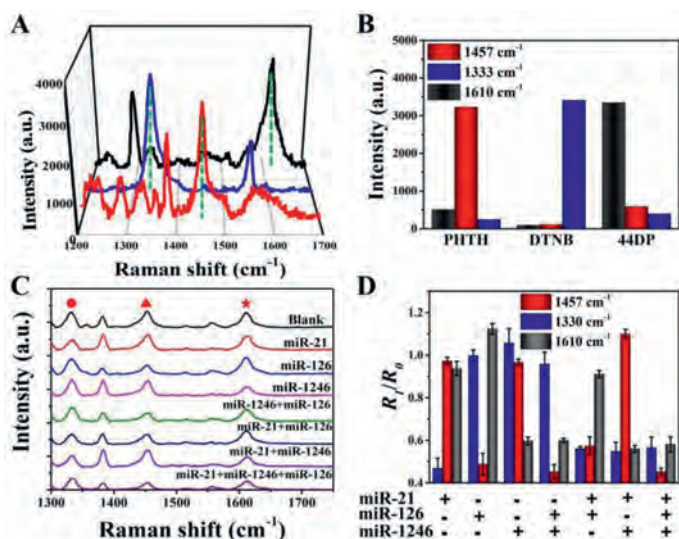 A
Intensity (a.u.)
4000
3000
2000
1000
0
1200
1300
1400
1500
1600
1700
Raman shift (cm⁻¹)
B
Intensity (a.u.)
5000
4000
3000
2000
1000
0
1457 cm⁻¹
1333 cm⁻¹
1610 cm⁻¹
PHTH DTNB 44DP
C
Intensity (a.u.)
Blank
miR-21
miR-126
miR-1246
miR-1246+miR-126
miR-21+miR-126
miR-21+miR-1246
miR-21+miR-1246+miR-126
1300 1400 1500 1600 1700
Raman shift (cm⁻¹)
D
Rᵢ/R₀
1.2
1.0
0.8
0.6
0.4
1457 cm⁻¹
1330 cm⁻¹
1610 cm⁻¹
miR-21 + - - - + + +
miR-126 - + - + + - +
miR-1246 - - + + - + +